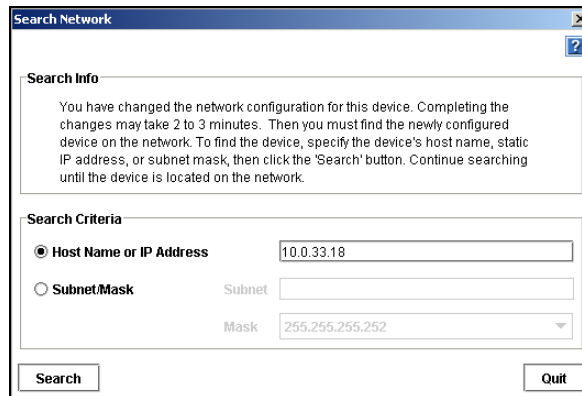 Search Network
?
Search Info
You have changed the network configuration for this device. Completing the
changes may take 2 to 3 minutes. Then you must find the newly configured
device on the network. To find the device, specify the device's host name, static
IP address, or subnet mask, then click the 'Search' button. Continue searching
until the device is located on the network.
Search Criteria
Host Name or IP Address 10.0.33.18
Subnet/Mask Subnet
Mask 255.255.255.252
Search Quit